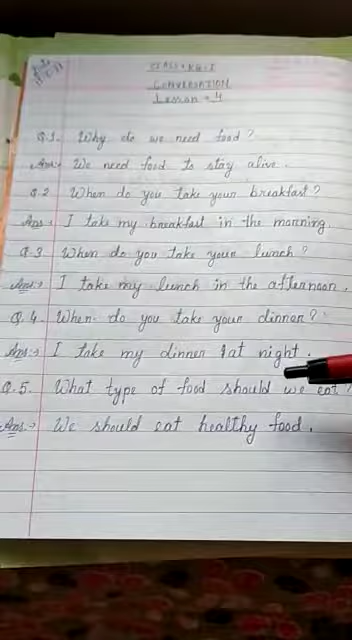 CLASS - KG-I
CONVERSATION
Lesson - 4
Q.1. Why do we need food?
Ans:- We need food to stay alive.
Q.2 When do you take your breakfast?
Ans:- I take my breakfast in the morning
Q.3 When do you take your lunch?
Ans:-> I take my lunch in the afternoon.
Q.4. When do you take your dinner?
Ans:-> I take my dinner at night.
Q.5. What type of food should we eat?
Ans:-> We should eat healthy food.